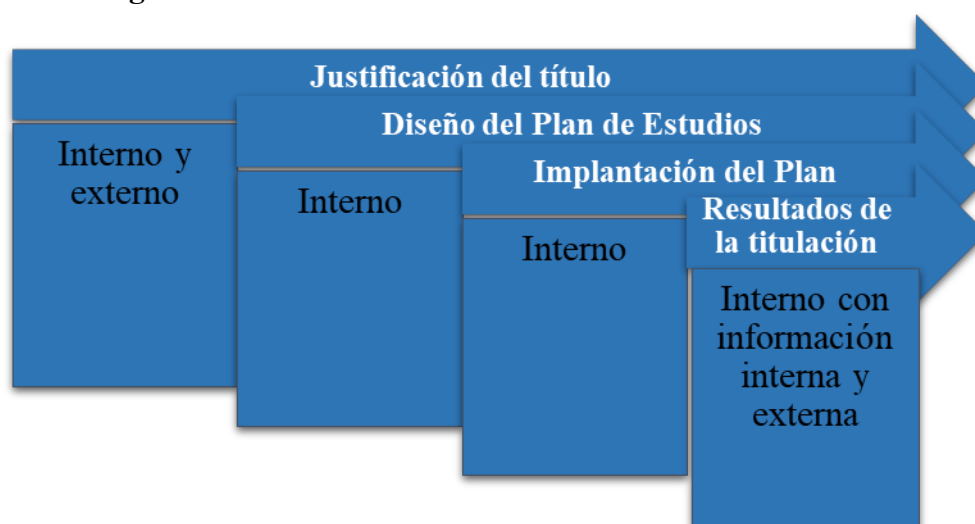 Justificación del título
Interno y
externo
Diseño del Plan de Estudios
Interno
Implantación del Plan
Interno
Resultados de
la titulación
Interno con
información
interna y
externa